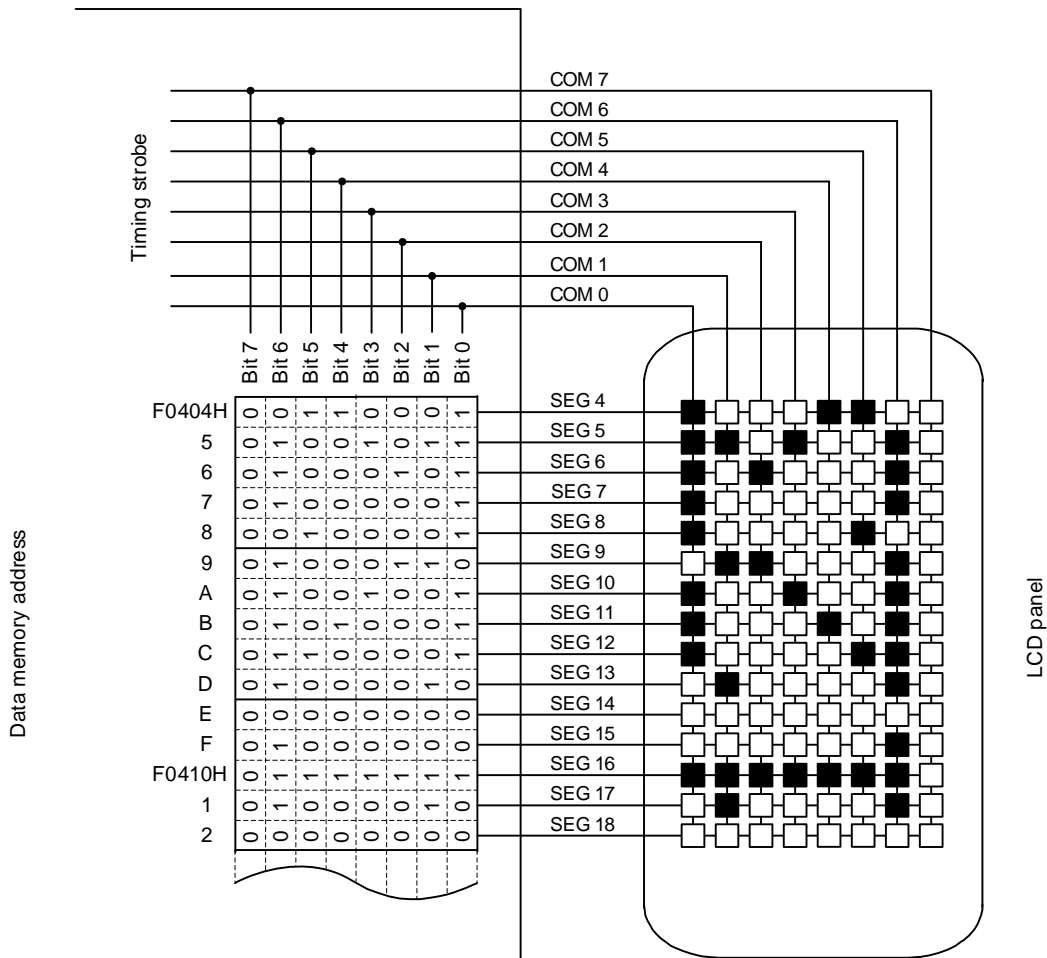 COM 7
COM 6
COM 5
COM 4
COM 3
COM 2
COM 1
COM 0
Timing strobe
Bit 7 Bit 6 Bit 5 Bit 4 Bit 3 Bit 2 Bit 1 Bit 0
F0404H 0 0 1 1 0 0 0 1 SEG 4
5 0 1 0 0 1 0 1 1 SEG 5
6 0 1 0 0 0 1 0 1 SEG 6
7 0 1 0 0 0 0 0 1 SEG 7
8 0 0 1 0 0 0 0 1 SEG 8
9 0 1 0 0 0 1 1 0 SEG 9
A 0 1 0 0 1 0 0 1 SEG 10
B 0 1 0 1 0 0 0 1 SEG 11
C 0 1 1 0 0 0 0 1 SEG 12
D 0 1 0 0 0 0 1 0 SEG 13
E 0 0 0 0 0 0 0 0 SEG 14
F 0 1 0 0 0 0 0 0 SEG 15
F0410H 0 1 1 1 1 1 1 1 SEG 16
1 0 1 0 0 0 0 1 0 SEG 17
2 0 0 0 0 0 0 0 0 SEG 18
Data memory address
LCD panel